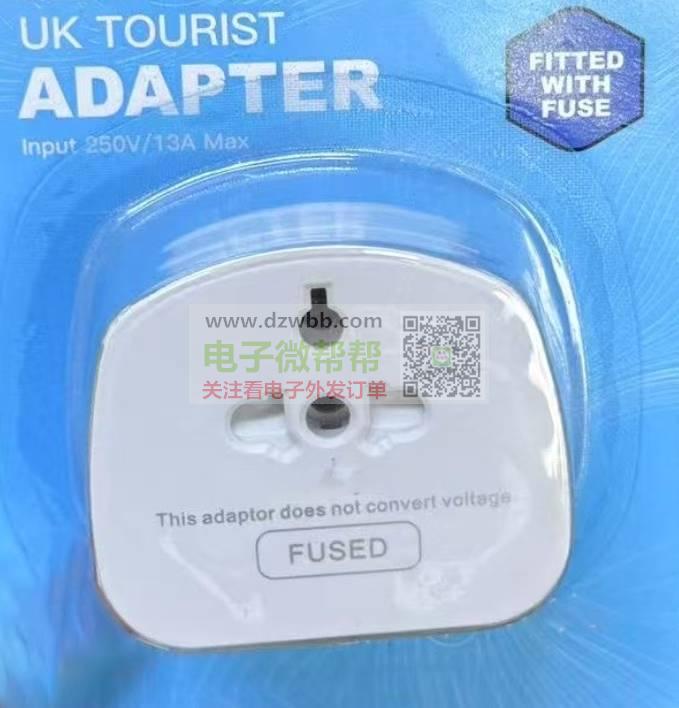 UK TOURIST
ADAPTER
Input 250V/13A Max
FITTED
WITH
FUSE
www.dzwbb.com
电子微帮帮
关注看电子外发订单
This adaptor does not convert voltage
FUSED